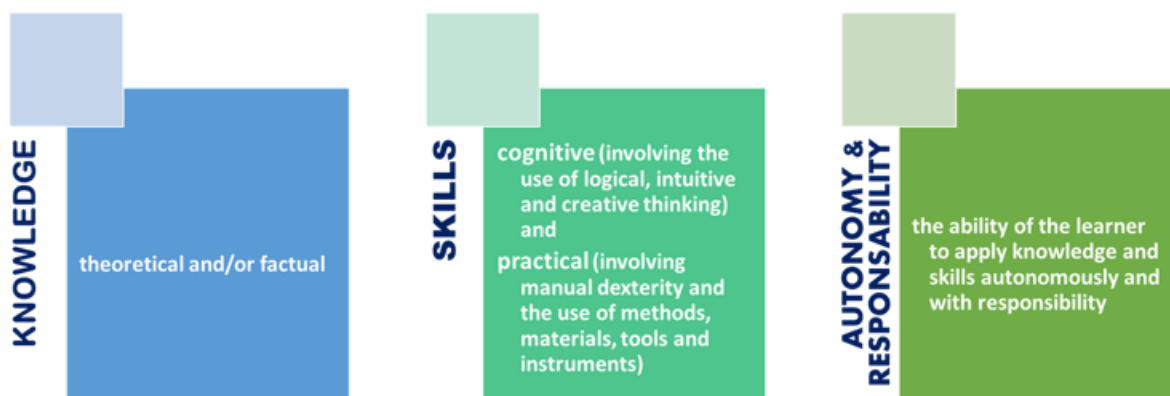 KNOWLEDGE
theoretical and/or factual
SKILLS
cognitive (involving the
use of logical, intuitive
and creative thinking)
and
practical (involving
manual dexterity and
the use of methods,
materials, tools and
instruments)
AUTONOMY &
RESPONSABILITY
the ability of the learner
to apply knowledge and
skills autonomously and
with responsibility